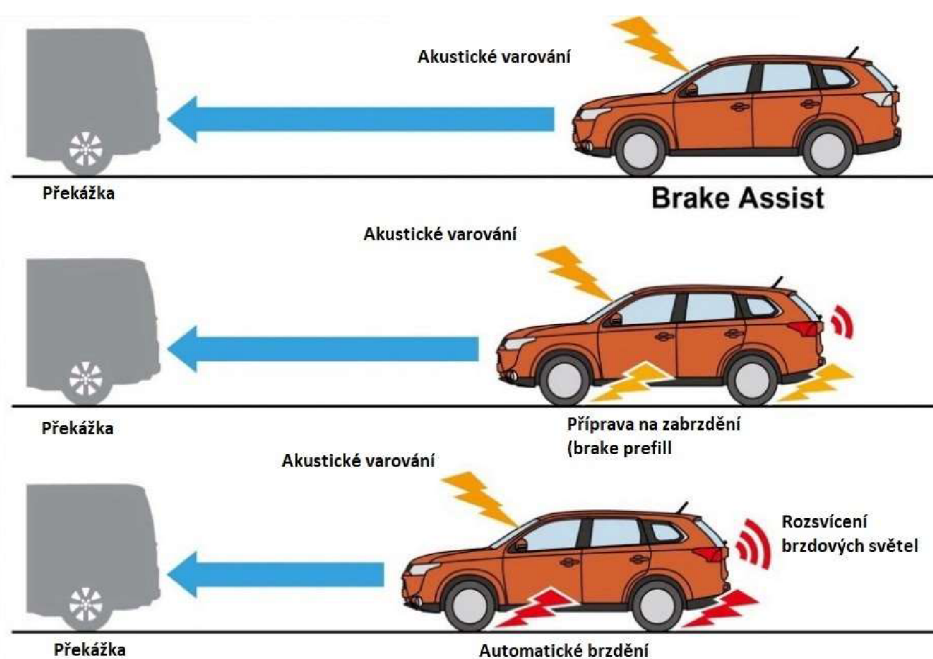 Akustické varování
Překážka
Brake Assist
Akustické varování
Překážka
Příprava na zabrzdění
(brake prefill
Akustické varování
Rozsvícení
brzdových světel
Překážka
Automatické brzdění